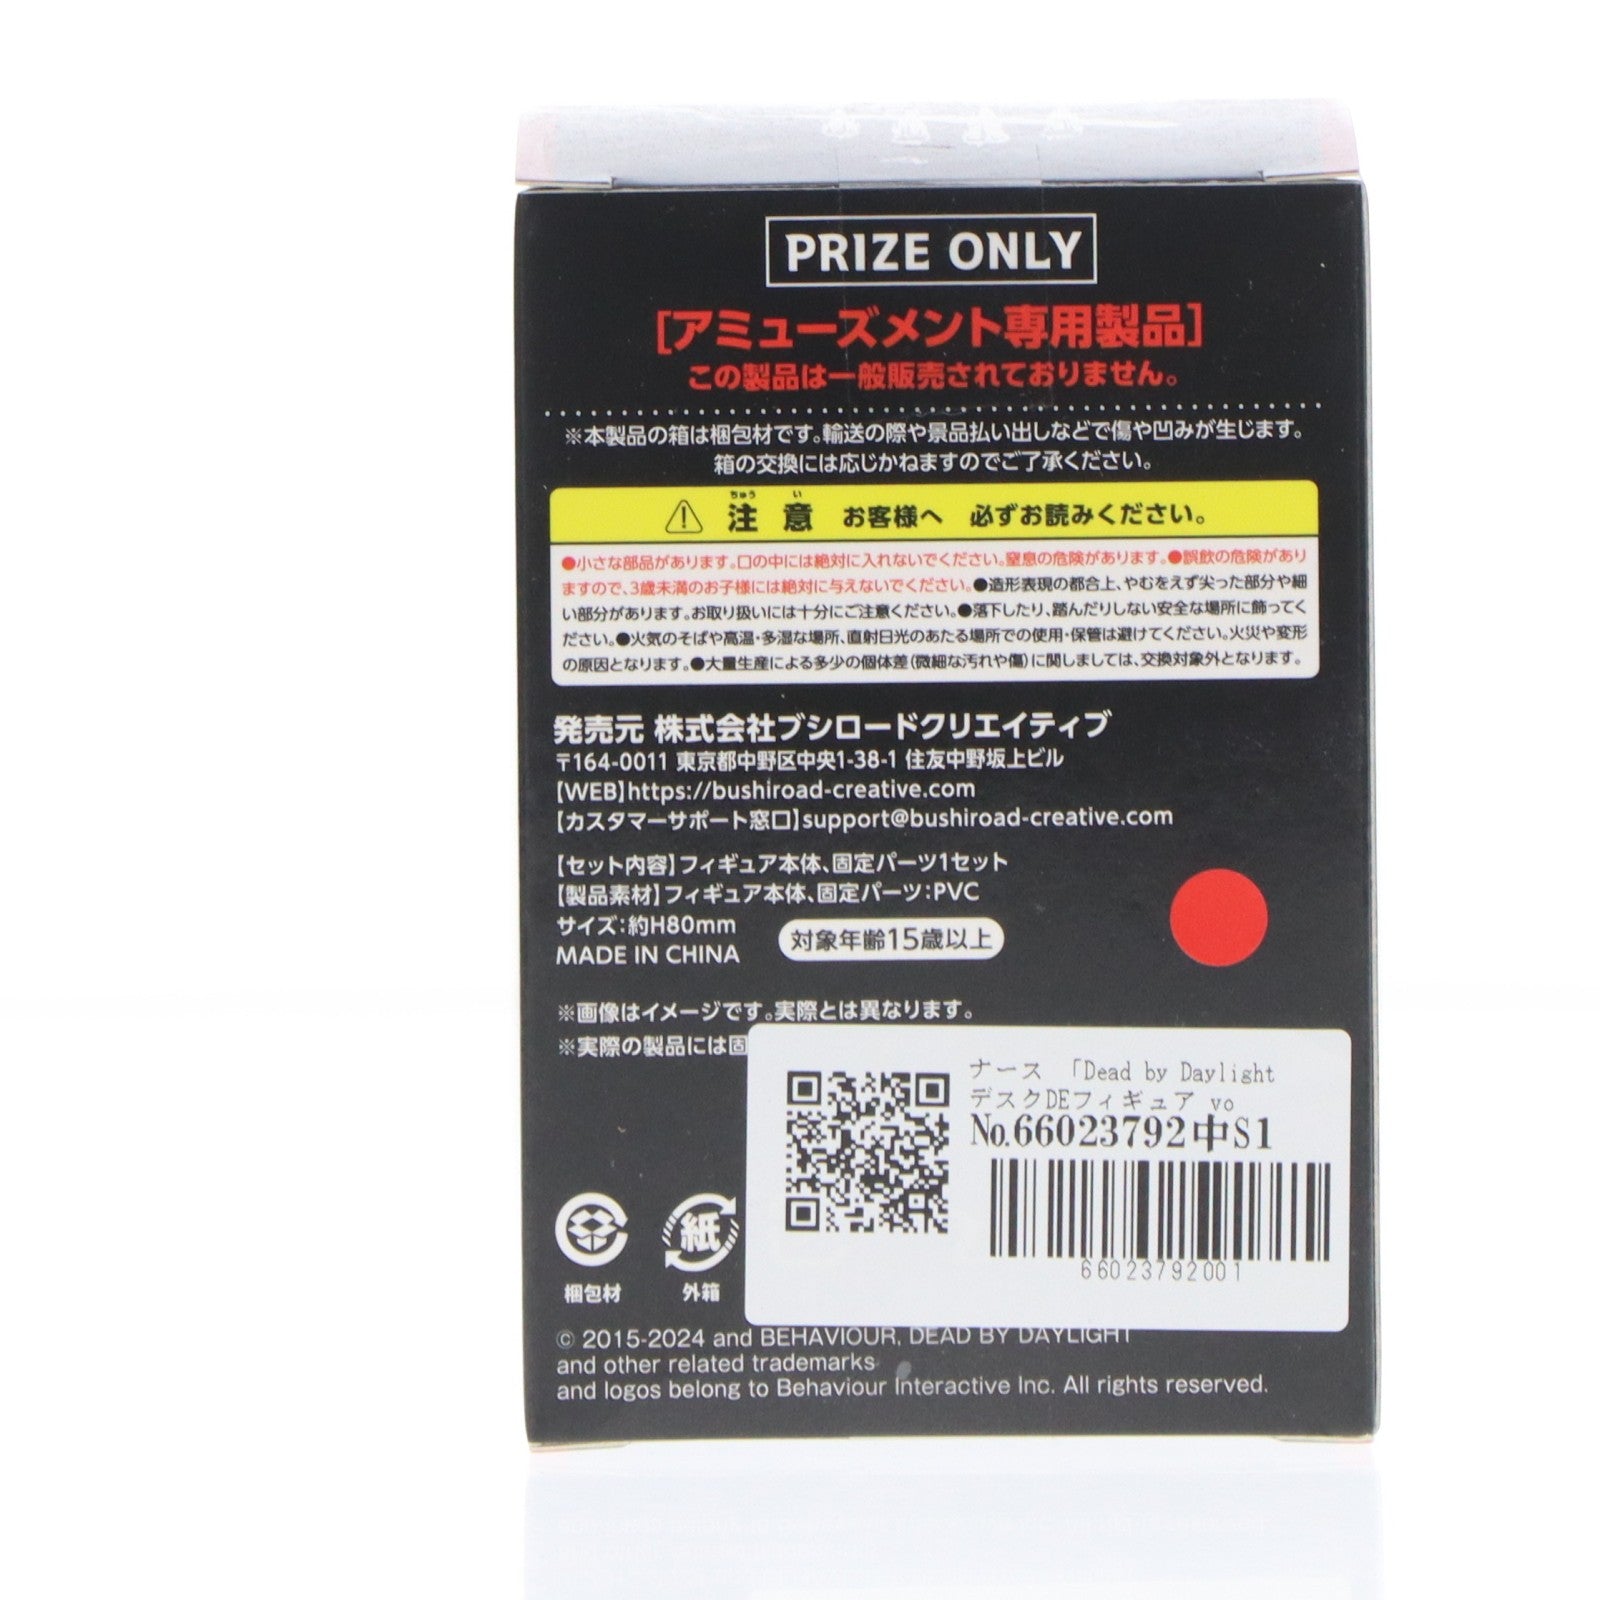 PRIZE ONLY
[アミューズメント専用製品]
この製品は一般販売されておりません。
※本製品の箱は梱包材です。輸送の際や景品払い出しなどで傷や凹みが生じます。
箱の交換には応じかねますのでご了承ください。
ちゅう い
注 意 お客様へ 必ずお読みください。
●小さな部品があります。口の中には絶対に入れないでください。窒息の危険があります。●誤飲の危険があり
ますので、3歳未満のお子様には絶対に与えないでください。●造形表現の都合上、やむをえず尖った部分や細
い部分があります。お取り扱いには十分にご注意ください。●落下したり、踏んだりしない安全な場所に飾ってく
ださい。●火気のそばや高温・多湿な場所、直射日光のあたる場所での使用・保管は避けてください。火災や変形
の原因となります。●大量生産による多少の個体差(微細な汚れや傷)に関しましては、交換対象外となります。
発売元 株式会社ブシロードクリエイティブ
〒164-0011 東京都中野区中央1-38-1 住友中野坂上ビル
【WEB】https://bushiroad-creative.com
【カスタマーサポート窓口】support@bushiroad-creative.com
【セット内容】フィギュア本体、固定パーツ1セット
【製品素材】フィギュア本体、固定パーツ：PVC
サイズ：約H80mm
MADE IN CHINA
対象年齢15歳以上
※画像はイメージです。実際とは異なります。
※実際の製品には固
ナース 「Dead by Daylight
デスクDEフィギュア vo
No.66023792中S1
66023792001
紙
梱包材 外箱
© 2015-2024 and BEHAVIOUR, DEAD BY DAYLIGHT
and other related trademarks
and logos belong to Behaviour Interactive Inc. All rights reserved.